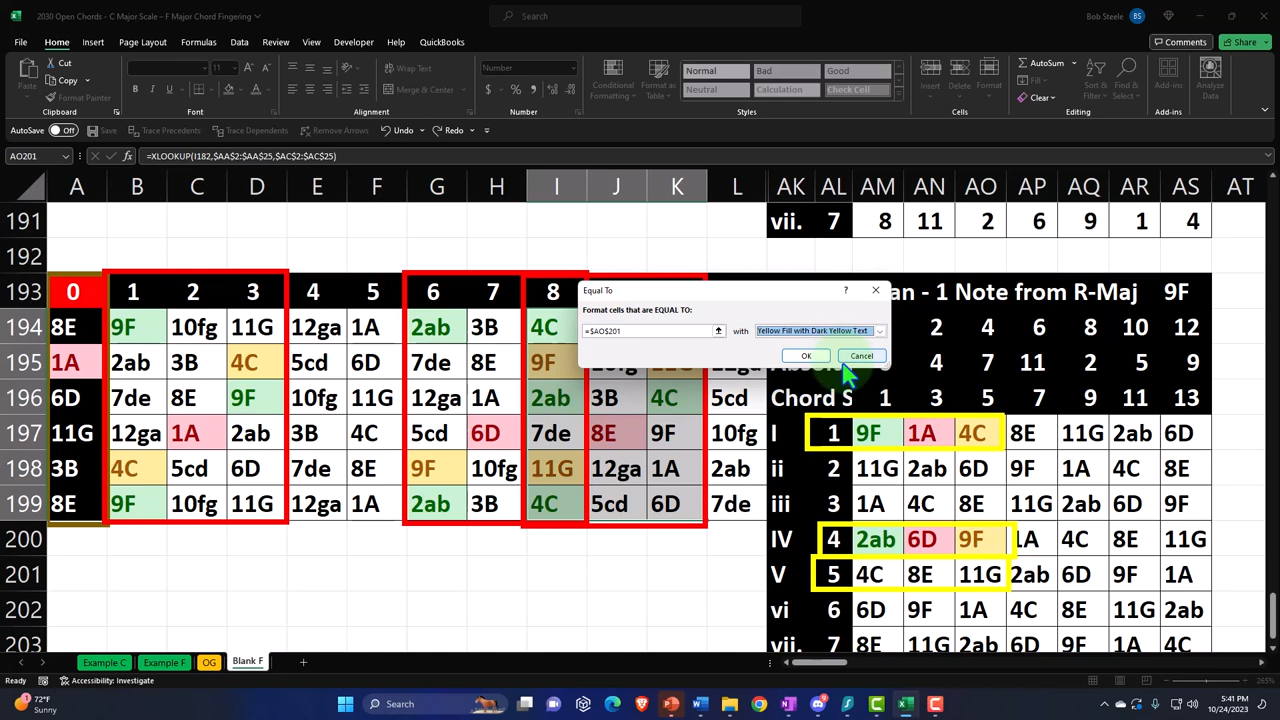 2030 Open Chords - C Major Scale – F Major Chord Fingering
Search
Bob Steele BS
File Home Insert Page Layout Formulas Data Review View Developer Help QuickBooks
Comments Share
Paste Cut Copy Format Painter
Clipboard
Font
Wrap Text
Merge & Center
Alignment
Number
Number
Conditional Formatting Format as Table
Normal Bad Good
Neutral Calculation Check Cell
Styles
Insert Delete Format
Cells
AutoSum Fill Clear
Sort & Filter Find & Select
Editing
Add-ins
Add-ins
Analyze Data
AutoSave Off Save Trace Precedents Trace Dependents Remove Arrows Undo Redo
AO201 fx =XLOOKUP(I182,$AA$2:$AA$25,$AC$2:$AC$25)
A B C D E F G H I J K L AK AL AM AN AO AP AQ AR AS AT
191 vii. 7 8 11 2 6 9 1 4
192
193 0 1 2 3 4 5 6 7 8 an - 1 Note from R-Maj 9F
194 8E 9F 10fg 11G 12ga 1A 2ab 3B 4C 2 4 6 8 10 12
195 1A 2ab 3B 4C 5cd 6D 7de 8E 9F 4 7 11 2 5 9
196 6D 7de 8E 9F 10fg 11G 12ga 1A 2ab 3B 4C 5cd Chord S 1 3 5 7 9 11 13
197 11G 12ga 1A 2ab 3B 4C 5cd 6D 7de 8E 9F 10fg I 1 9F 1A 4C 8E 11G 2ab 6D
198 3B 4C 5cd 6D 7de 8E 9F 10fg 11G 12ga 1A 2ab ii 2 11G 2ab 6D 9F 1A 4C 8E
199 8E 9F 10fg 11G 12ga 1A 2ab 3B 4C 5cd 6D 7de iii 3 1A 4C 8E 11G 2ab 6D 9F
200 IV 4 2ab 6D 9F 1A 4C 8E 11G
201 V 5 4C 8E 11G 2ab 6D 9F 1A
202 vi 6 6D 9F 1A 4C 8E 11G 2ab
203 vii. 7 8E 11G 2ab 6D 9F 1A 4C
Equal To ?
Format cells that are EQUAL TO:
=$AO$201 with Yellow Fill with Dark Yellow Text
OK Cancel
Example C Example F OG Blank F
Ready Accessibility: Investigate 265%
72°F
Sunny
Search
5:41 PM
10/24/2023